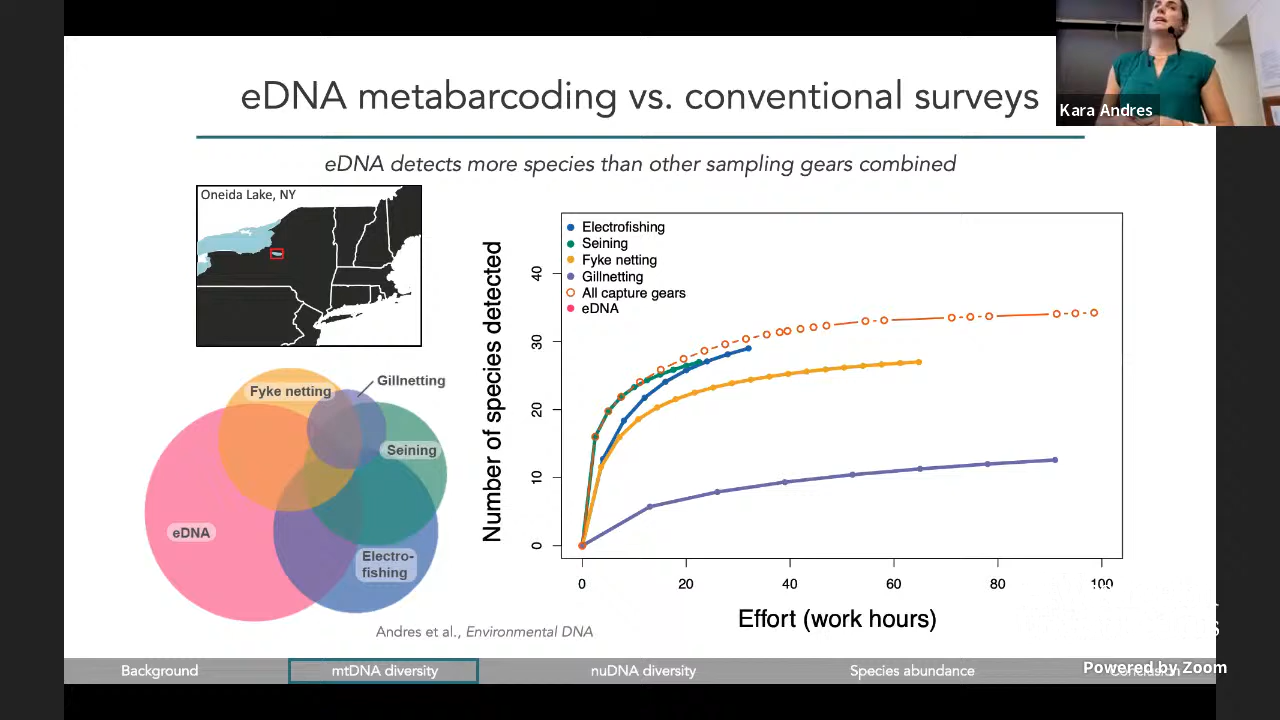 eDNA metabarcoding vs. conventional surveys
Kara Andres
eDNA detects more species than other sampling gears combined
Oneida Lake, NY
Fyke netting
Gillnetting
Seining
eDNA
Electro-
fishing
Andres et al., Environmental DNA
Number of species detected
40
30
20
10
0
Electrofishing
Seining
Fyke netting
Gillnetting
All capture gears
eDNA
0 20 40 60 80 100
Effort (work hours)
Background mtDNA diversity nuDNA diversity Species abundance Conclusion
Powered by Zoom